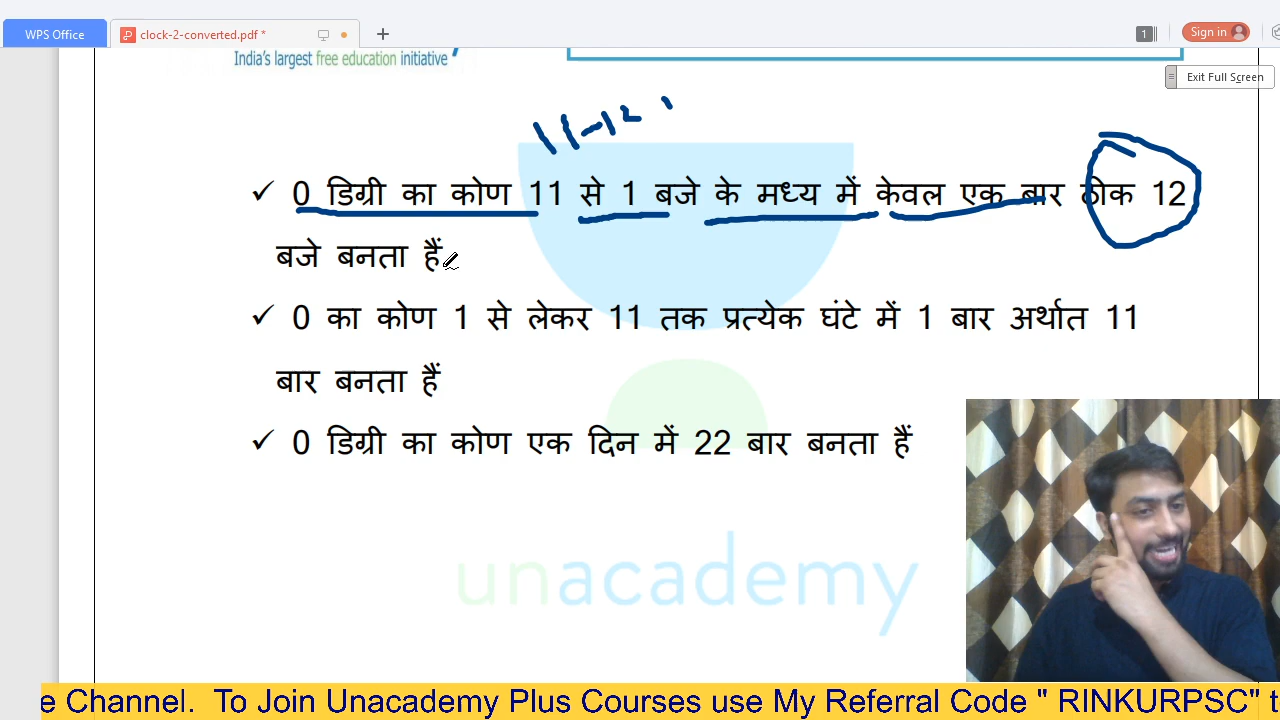 WPS Office
clock-2-converted.pdf *
1
Sign in
India's largest free education initiative
Exit Full Screen
11-12
✓ 0 डिग्री का कोण 11 से 1 बजे के मध्य में केवल एक बार ठीक 12
बजे बनता हैं
✓ 0 का कोण 1 से लेकर 11 तक प्रत्येक घंटे में 1 बार अर्थात 11
बार बनता हैं
✓ 0 डिग्री का कोण एक दिन में 22 बार बनता हैं
unacademy
e Channel. To Join Unacademy Plus Courses use My Referral Code " RINKURPSC" t